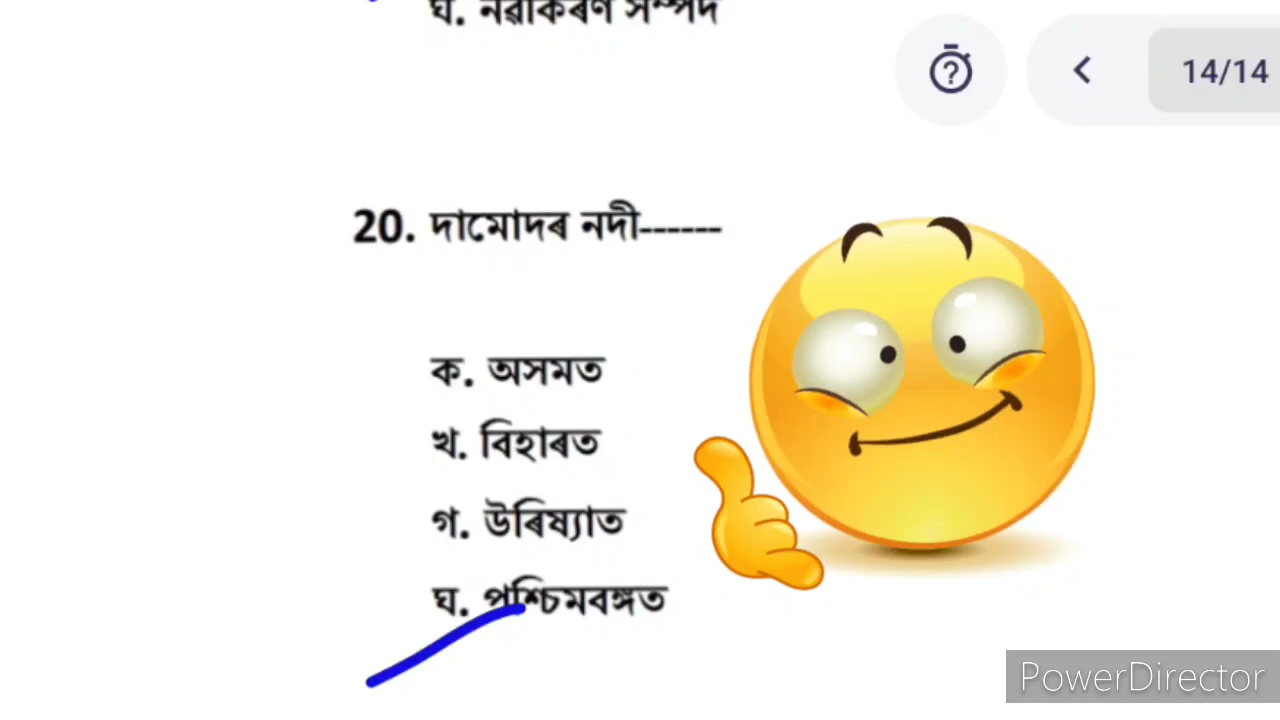 ঘ. নৱীকৰণ সম্পদ
14/14
20. দামোদৰ নদী------
ক. অসমত
খ. বিহাৰত
গ. উৰিষ্যাত
ঘ. পশ্চিমবঙ্গত
PowerDirector